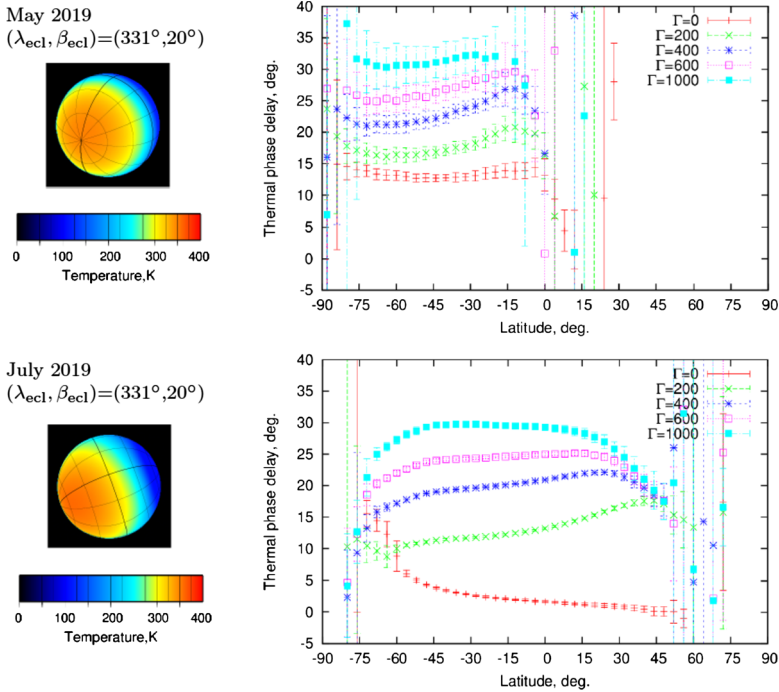 May 2019
(λecl, βecl)=(331°,20°)
0 100 200 300 400
Temperature,K
Thermal phase delay, deg.
40
35
30
25
20
15
10
5
0
-5
-90 -75 -60 -45 -30 -15 0 15 30 45 60 75 90
Latitude, deg.
Γ=0
Γ=200
Γ=400
Γ=600
Γ=1000
July 2019
(λecl, βecl)=(331°,20°)
0 100 200 300 400
Temperature,K
Thermal phase delay, deg.
40
35
30
25
20
15
10
5
0
-5
-90 -75 -60 -45 -30 -15 0 15 30 45 60 75 90
Latitude, deg.
Γ=0
Γ=200
Γ=400
Γ=600
Γ=1000